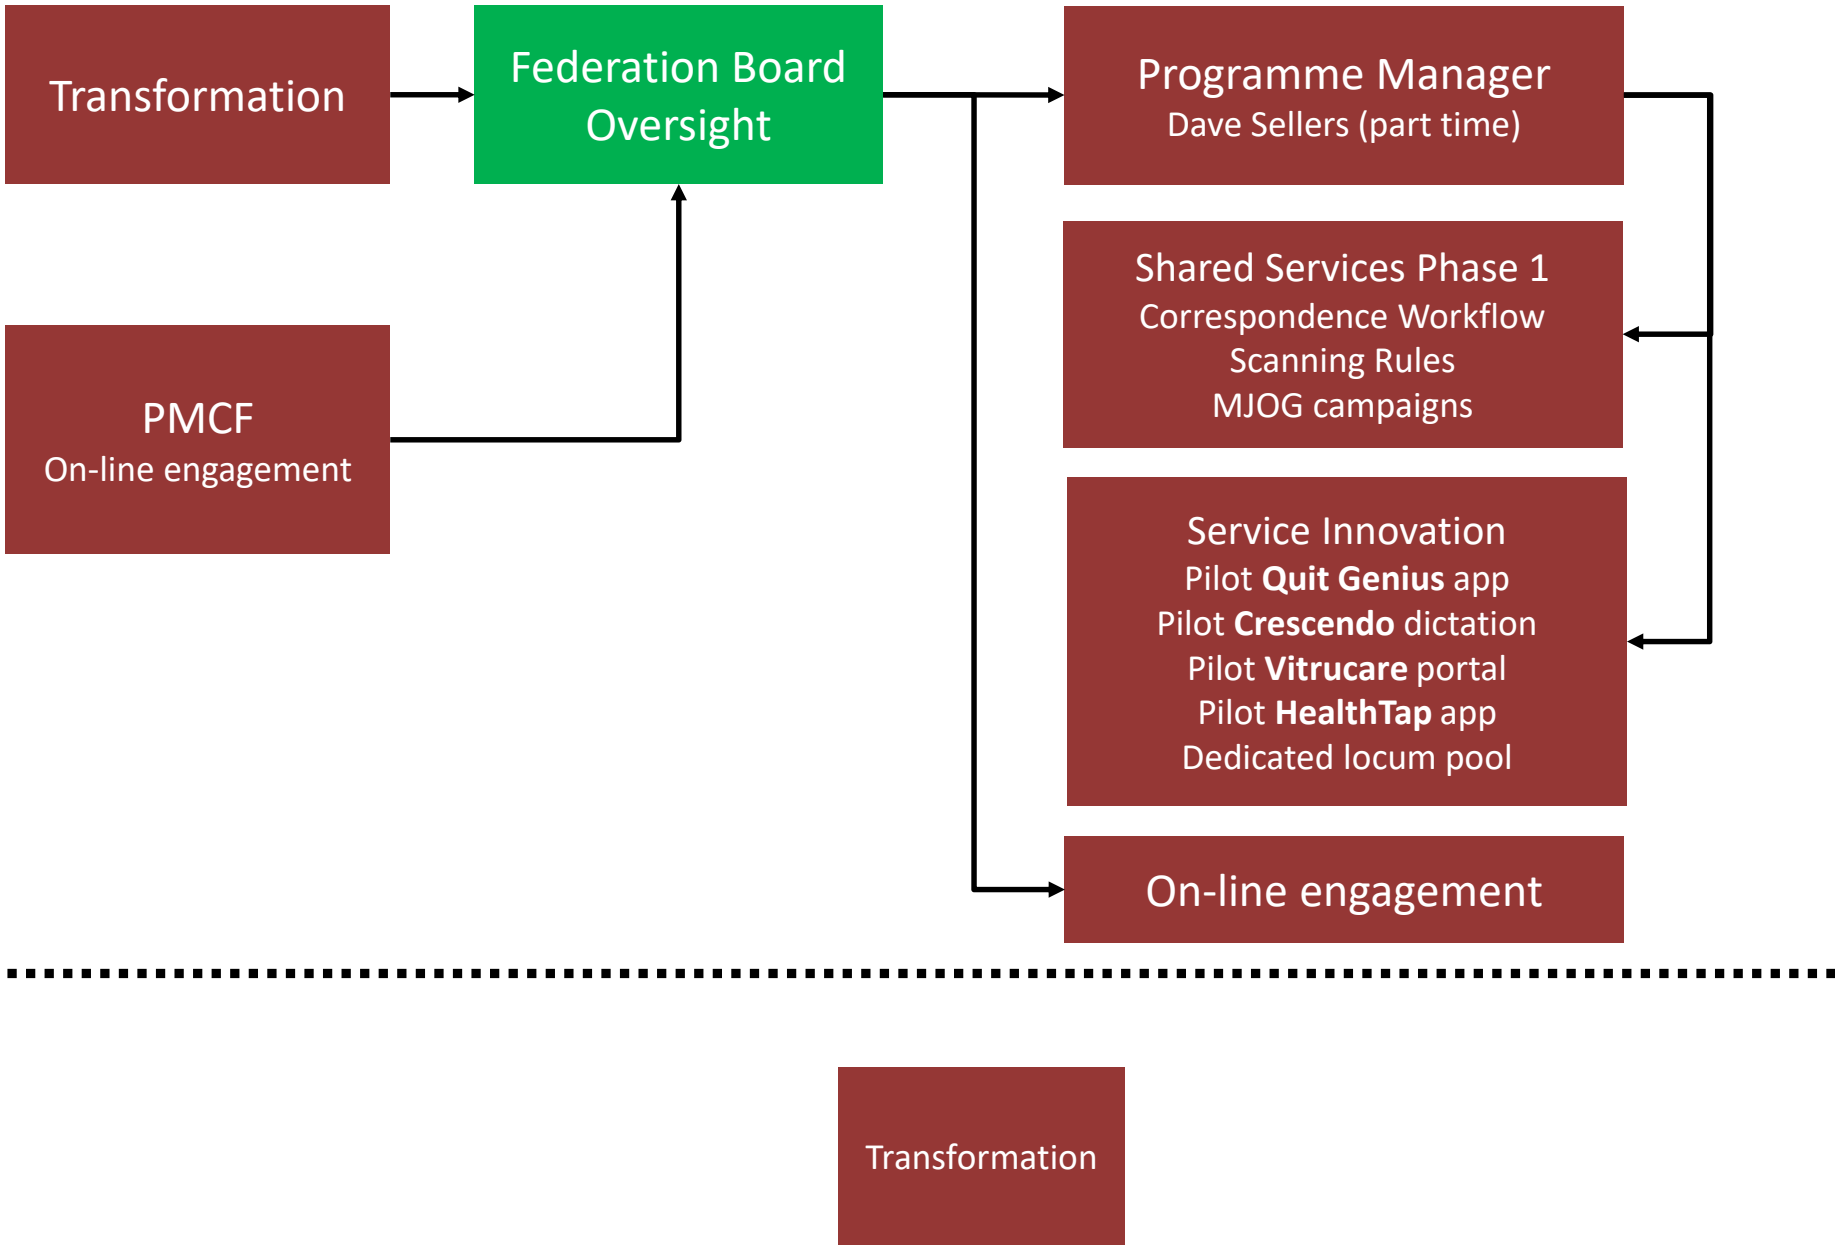 Transformation
Federation Board
Oversight
Programme Manager
Dave Sellers (part time)
PMCF
On-line engagement
Shared Services Phase 1
Correspondence Workflow
Scanning Rules
MJOG campaigns
Service Innovation
Pilot Quit Genius app
Pilot Crescendo dictation
Pilot Vitrucare portal
Pilot HealthTap app
Dedicated locum pool
On-line engagement
Transformation